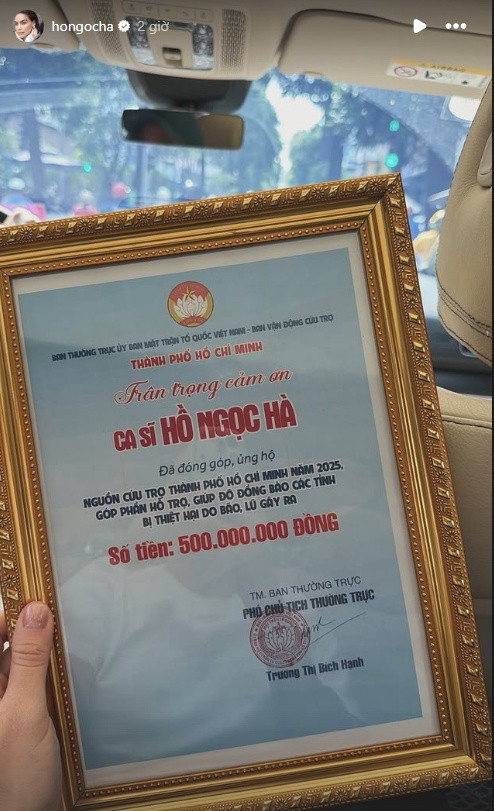 hongocha 2 giờ
BAN THƯỜNG TRỰC ỦY BAN MẶT TRẬN TỔ QUỐC VIỆT NAM - BAN VẬN ĐỘNG CỨU TRỢ
THÀNH PHỐ HỒ CHÍ MINH
Trân trọng cảm ơn
CA SĨ HỒ NGỌC HÀ
Đã đóng góp, ủng hộ
NGUỒN CỨU TRỢ THÀNH PHỐ HỒ CHÍ MINH NĂM 2025,
GÓP PHẦN HỖ TRỢ, GIÚP ĐỠ ĐỒNG BÀO CÁC TỈNH
BỊ THIỆT HẠI DO BÃO, LŨ GÂY RA
Số tiền: 500.000.000 ĐỒNG
TM. BAN THƯỜNG TRỰC
PHÓ CHỦ TỊCH THƯỜNG TRỰC
Trương Thị Bích Hạnh